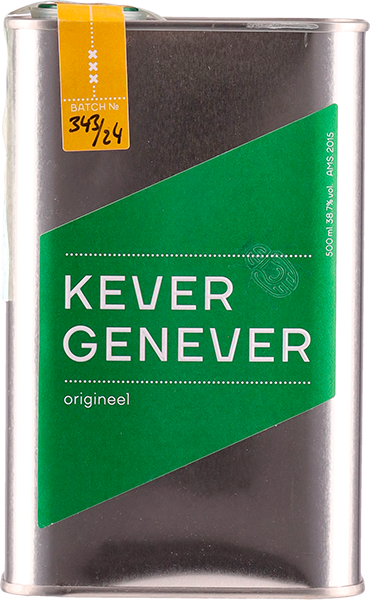 ×××
BATCH №
343/24
500 ml 38.7% vol. AMS. 2015
KEVER
GENEVER
origineel